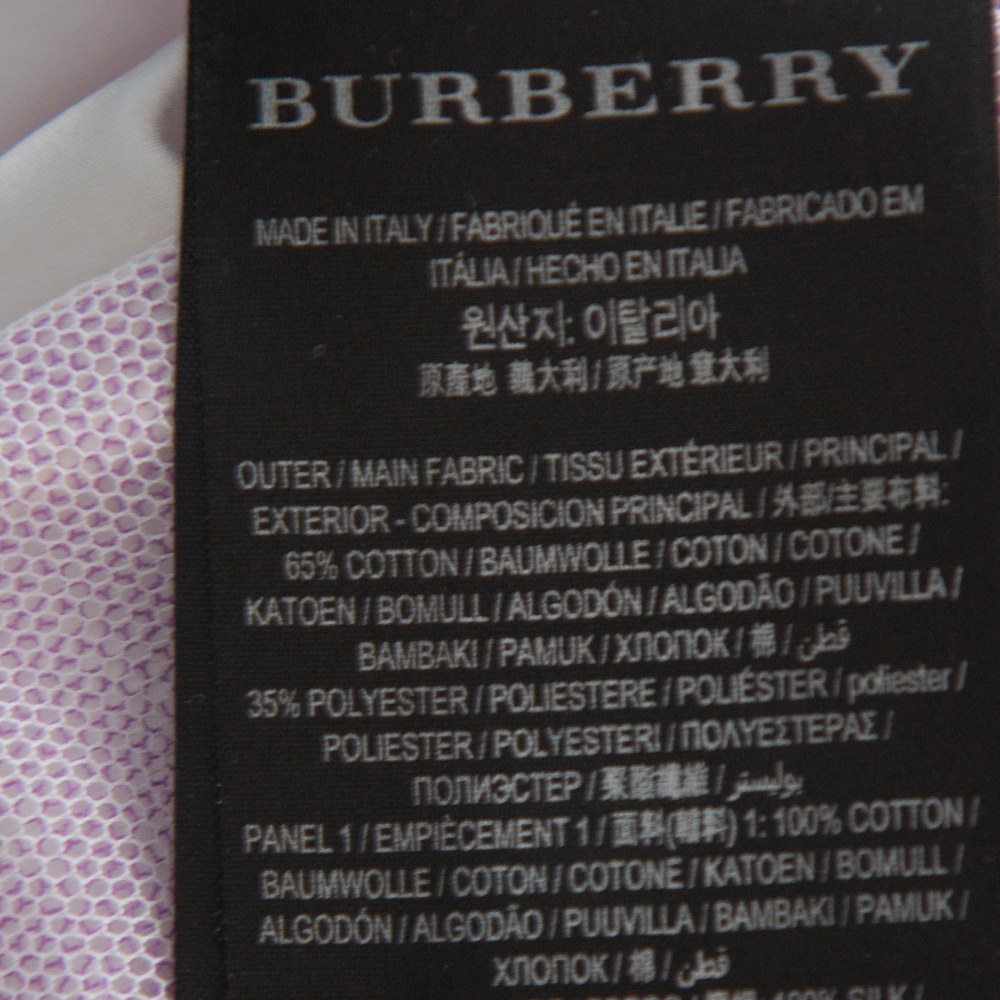 BURBERRY
MADE IN ITALY / FABRIQUÉ EN ITALIE / FABRICADO EM
ITÁLIA / HECHO EN ITALIA
원산지: 이탈리아
原產地 義大利 / 原产地 意大利
OUTER / MAIN FABRIC / TISSU EXTÉRIEUR / PRINCIPAL /
EXTERIOR - COMPOSICION PRINCIPAL / 外部/主要布料:
65% COTTON / BAUMWOLLE / COTON / COTONE /
KATOEN / BOMULL / ALGODÓN / ALGODÃO / PUUVILLA /
BAMBAKI / PAMUK / ХЛОПОК / 棉 / قطن
35% POLYESTER / POLIESTERE / POLIÉSTER / poliester /
POLIESTER / POLYESTERI / ΠΟΛΥΕΣΤΕΡΑΣ /
ПОЛИЭСТЕР / 聚酯纖維 / بوليستر
PANEL 1 / EMPIÈCEMENT 1 / 面料(輔料) 1: 100% COTTON /
BAUMWOLLE / COTON / COTONE / KATOEN / BOMULL /
ALGODÓN / ALGODÃO / PUUVILLA / BAMBAKI / PAMUK /
ХЛОПОК / 棉 / قطن
100% SILK /